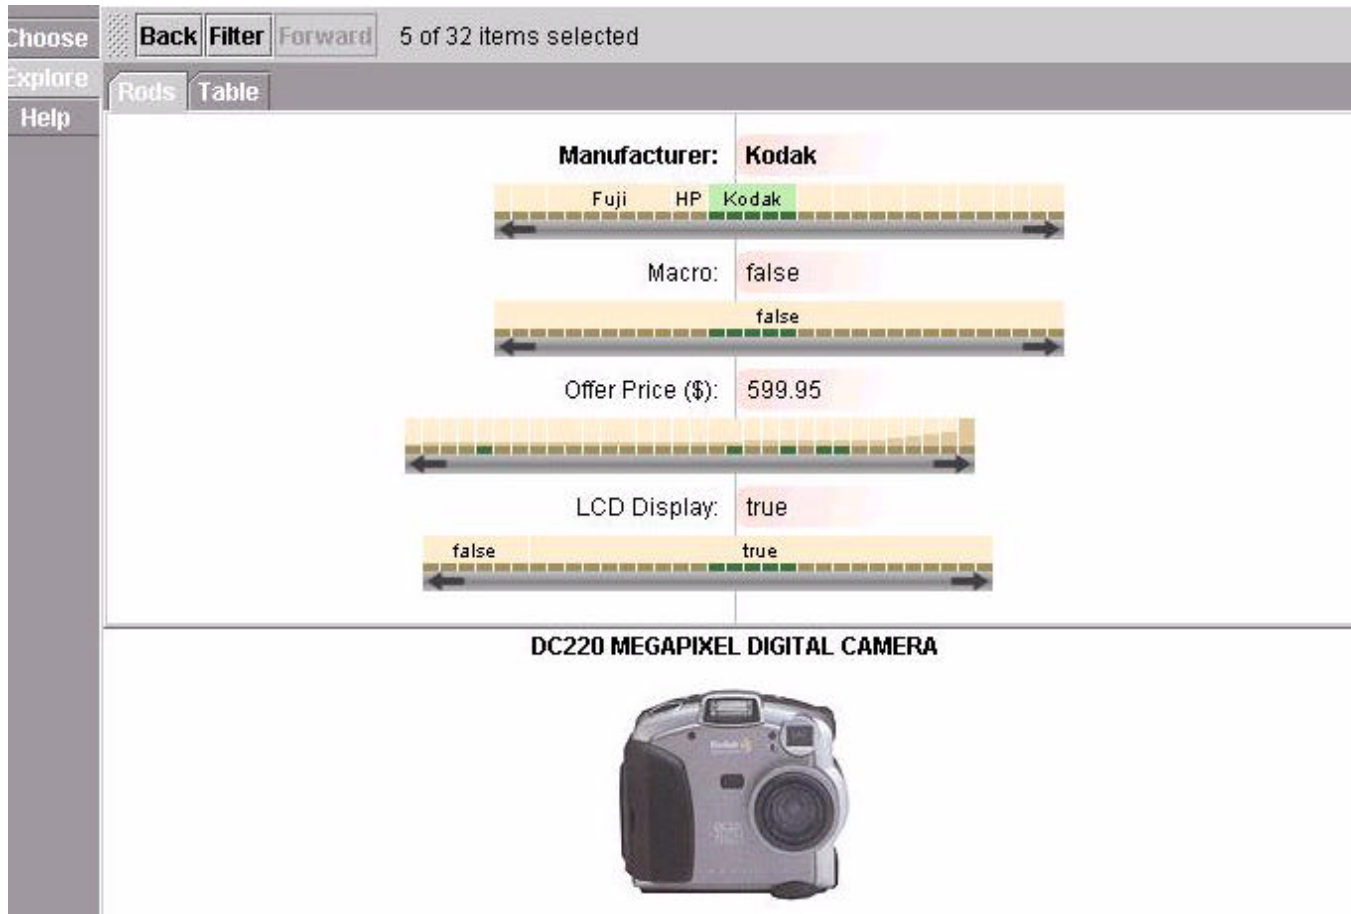 Choose
Back Filter Forward 5 of 32 items selected
Explore
Rods Table
Help
Manufacturer: Kodak
Fuji HP Kodak
Macro: false
false
Offer Price ($): 599.95
LCD Display: true
false true
DC220 MEGAPIXEL DIGITAL CAMERA
Kodak